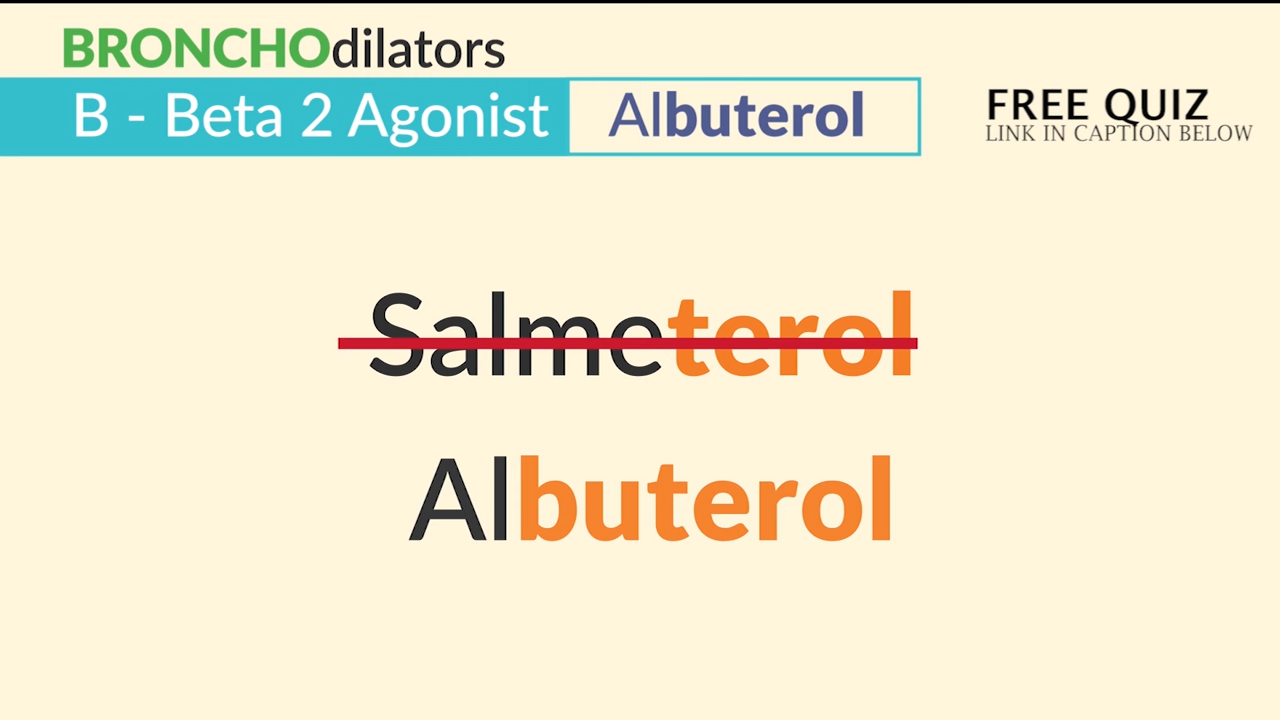 BRONCHOdilators
B - Beta 2 Agonist Albuterol
FREE QUIZ
LINK IN CAPTION BELOW
Salmeterol
Albuterol